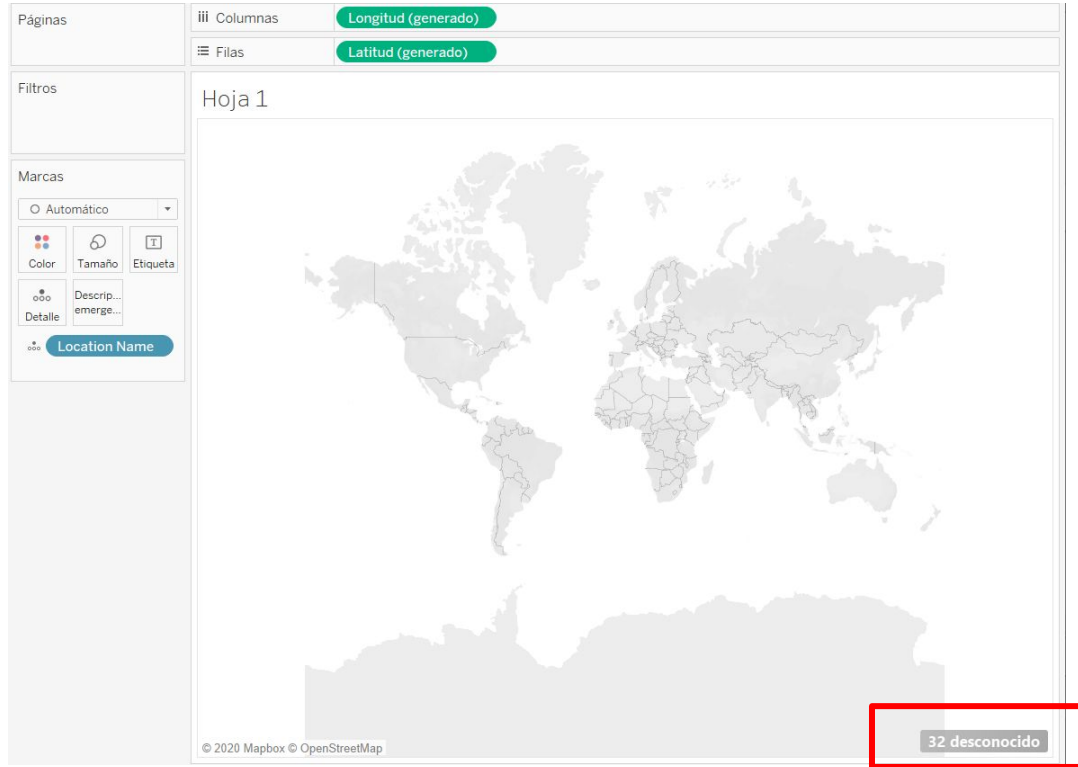 Páginas
iii Columnas
Longitud (generado)
Filas
Latitud (generado)
Filtros
Hoja 1
Marcas
Automático
Color
Tamaño
T
Etiqueta
Detalle
Descrip...
emerge...
Location Name
© 2020 Mapbox © OpenStreetMap
32 desconocido